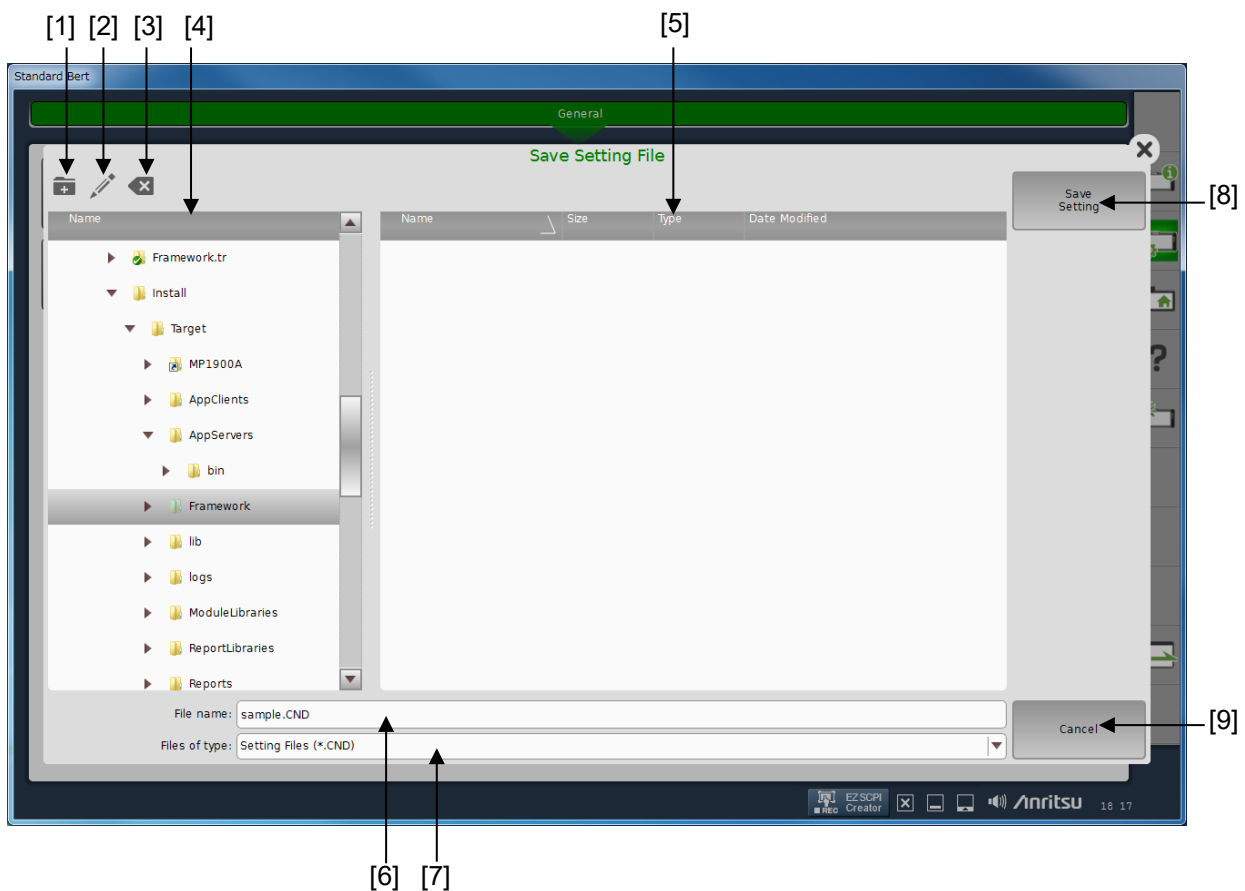 [1] [2] [3] [4] [5]
Standard Bert
General
Save Setting File
Name
Name Size Type Date Modified
Save
Setting
[8]
Framework.tr
Install
Target
MP1900A
AppClients
AppServers
bin
Framework
lib
logs
ModuleLibraries
ReportLibraries
Reports
File name: sample.CND
Files of type: Setting Files (*.CND)
Cancel
[9]
REC
EZSCPI
Creator
Anritsu
18 17
[6] [7]